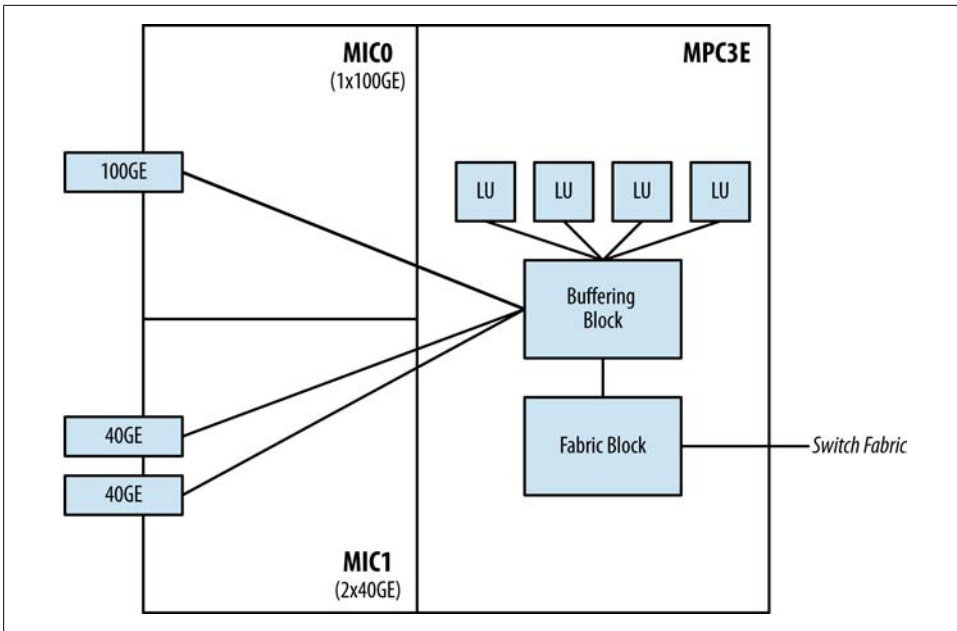 MIC0
(1x100GE)
MPC3E
100GE
LU
LU
LU
LU
Buffering
Block
40GE
40GE
Fabric Block
Switch Fabric
MIC1
(2x40GE)